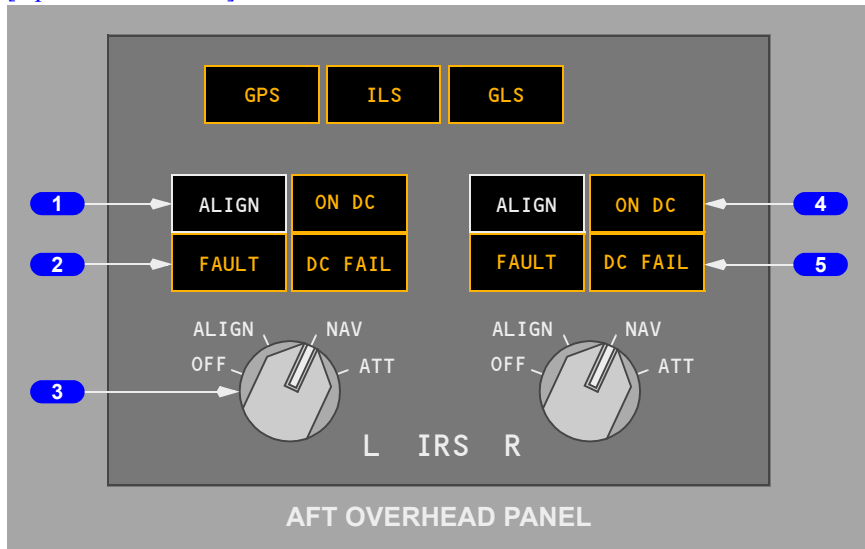 GPS ILS GLS
1 ALIGN ON DC ALIGN ON DC 4
2 FAULT DC FAIL FAULT DC FAIL 5
ALIGN NAV ALIGN NAV
OFF ATT OFF ATT
3
L IRS R
AFT OVERHEAD PANEL